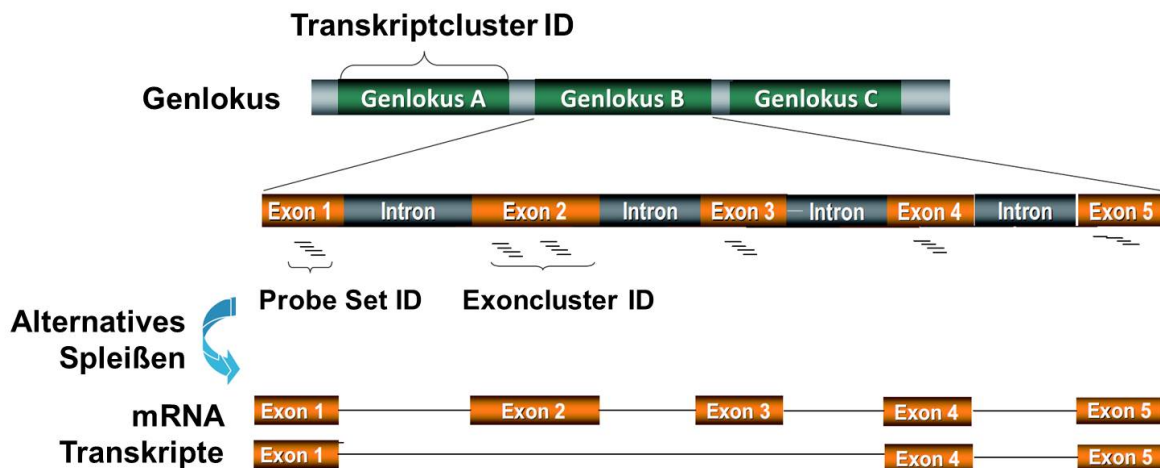 Transkriptcluster ID
Genlokus Genlokus A Genlokus B Genlokus C
Exon 1 Intron Exon 2 Intron Exon 3 Intron Exon 4 Intron Exon 5
Probe Set ID Exoncluster ID
Alternatives
Spleißen
mRNA Exon 1 Exon 2 Exon 3 Exon 4 Exon 5
Transkripte Exon 1 Exon 4 Exon 5